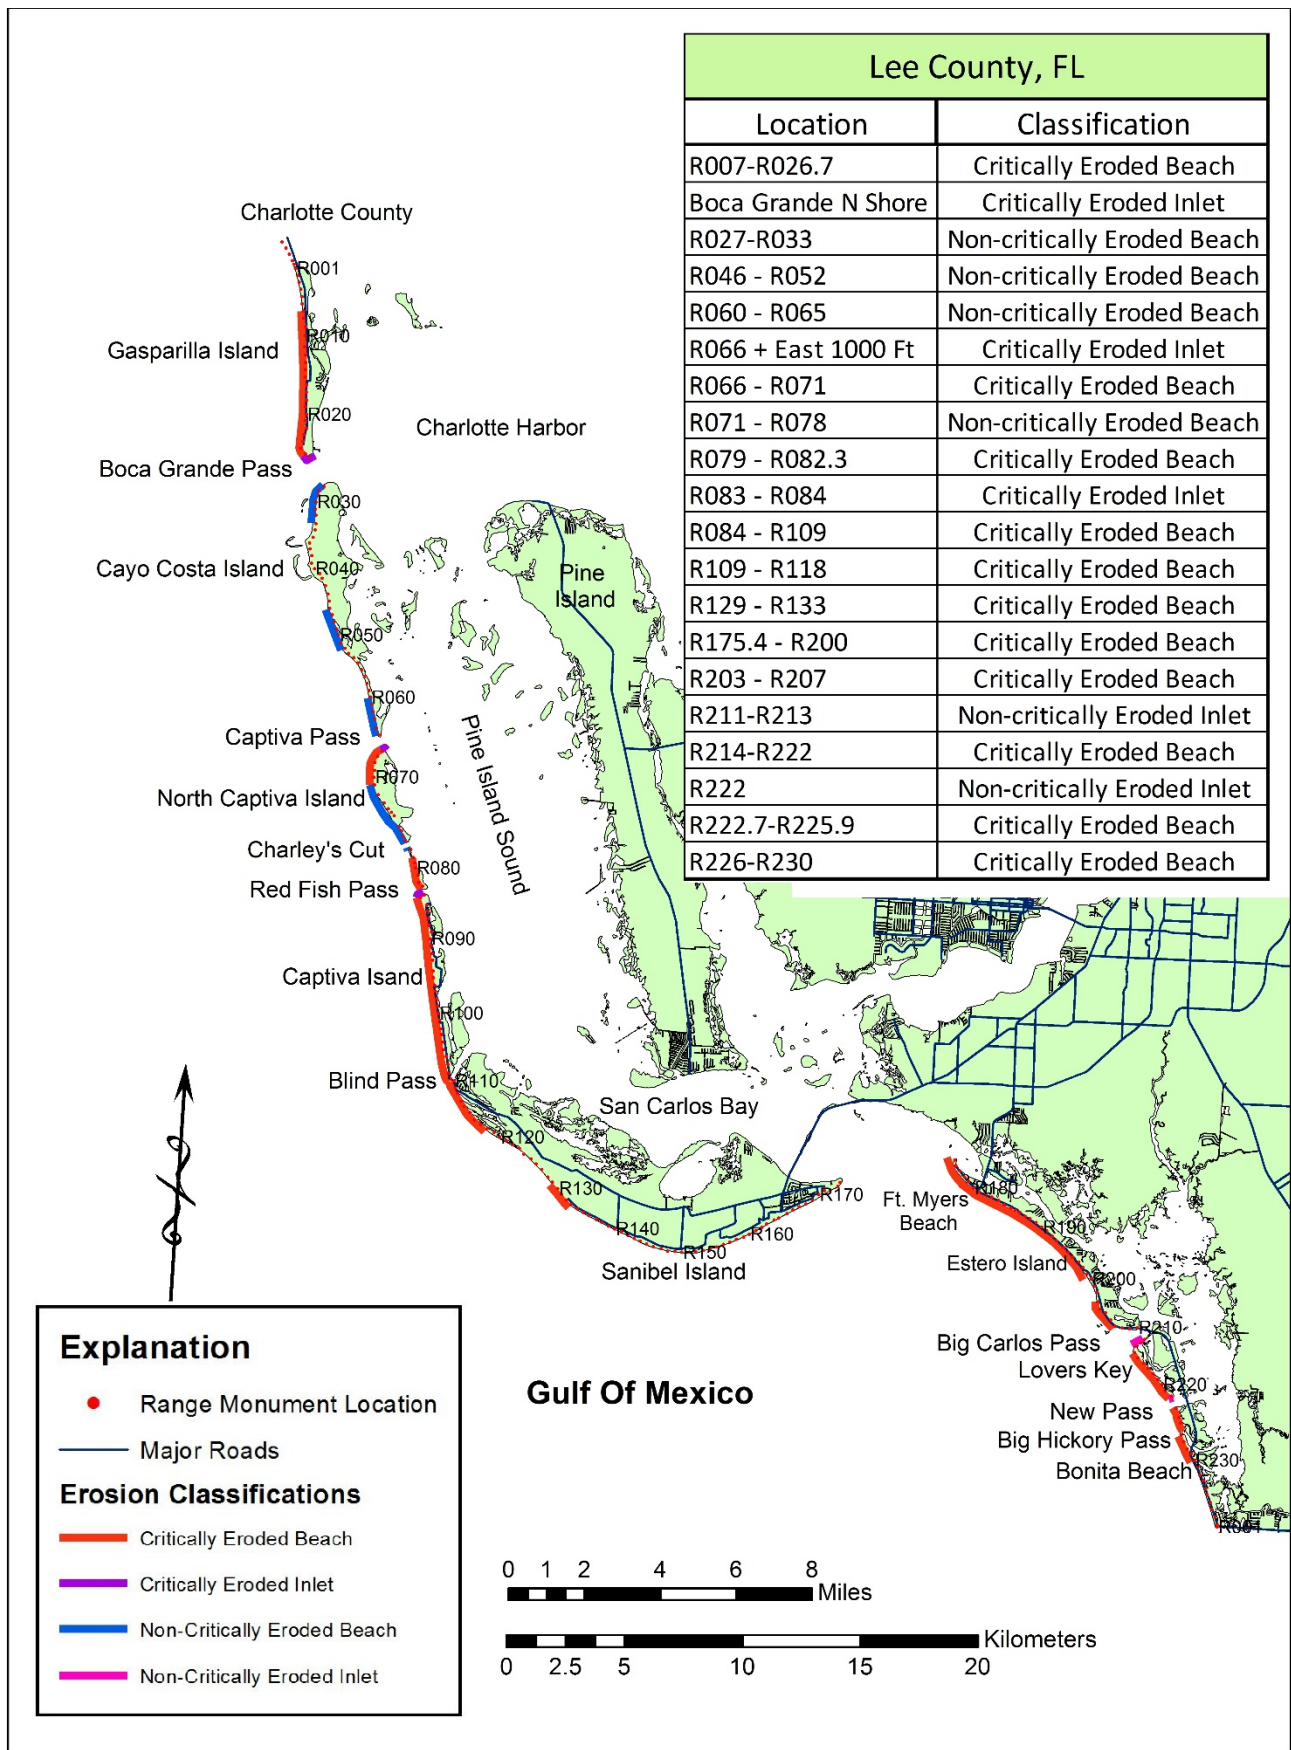 Lee County, FL
Location Classification
R007-R026.7 Critically Eroded Beach
Boca Grande N Shore Critically Eroded Inlet
R027-R033 Non-critically Eroded Beach
R046 - R052 Non-critically Eroded Beach
R060 - R065 Non-critically Eroded Beach
R066 + East 1000 Ft Critically Eroded Inlet
R066 - R071 Critically Eroded Beach
R071 - R078 Non-critically Eroded Beach
R079 - R082.3 Critically Eroded Beach
R083 - R084 Critically Eroded Inlet
R084 - R109 Critically Eroded Beach
R109 - R118 Critically Eroded Beach
R129 - R133 Critically Eroded Beach
R175.4 - R200 Critically Eroded Beach
R203 - R207 Critically Eroded Beach
R211-R213 Non-critically Eroded Inlet
R214-R222 Critically Eroded Beach
R222 Non-critically Eroded Inlet
R222.7-R225.9 Critically Eroded Beach
R226-R230 Critically Eroded Beach
Charlotte County
R001
R010
Gasparilla Island
R020
Charlotte Harbor
Boca Grande Pass
R030
Cayo Costa Island
R040
Pine
Island
R050
R060
Captiva Pass
Pine Island Sound
R070
North Captiva Island
Charley's Cut
R080
Red Fish Pass
R090
Captiva Isand
R100
Blind Pass
R110
San Carlos Bay
R120
R130
R140
R150
R160
R170
Sanibel Island
R180
Ft. Myers
Beach
R190
Estero Island
R200
R210
Big Carlos Pass
Lovers Key
R220
New Pass
Big Hickory Pass
R230
Bonita Beach
R001
Gulf Of Mexico
Explanation
Range Monument Location
Major Roads
Erosion Classifications
Critically Eroded Beach
Critically Eroded Inlet
Non-Critically Eroded Beach
Non-Critically Eroded Inlet
0 1 2 4 6 8
Miles
Kilometers
0 2.5 5 10 15 20